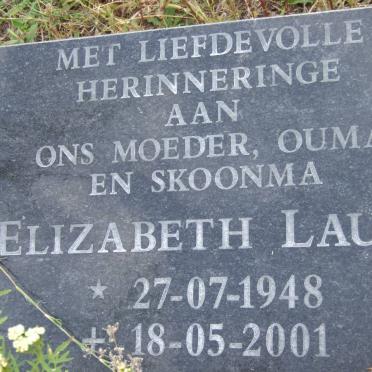 MET LIEFDEVOLLE
HERINNERINGE
AAN
ONS MOEDER, OUMA
EN SKOONMA
ELIZABETH LAU
* 27-07-1948
+ 18-05-2001